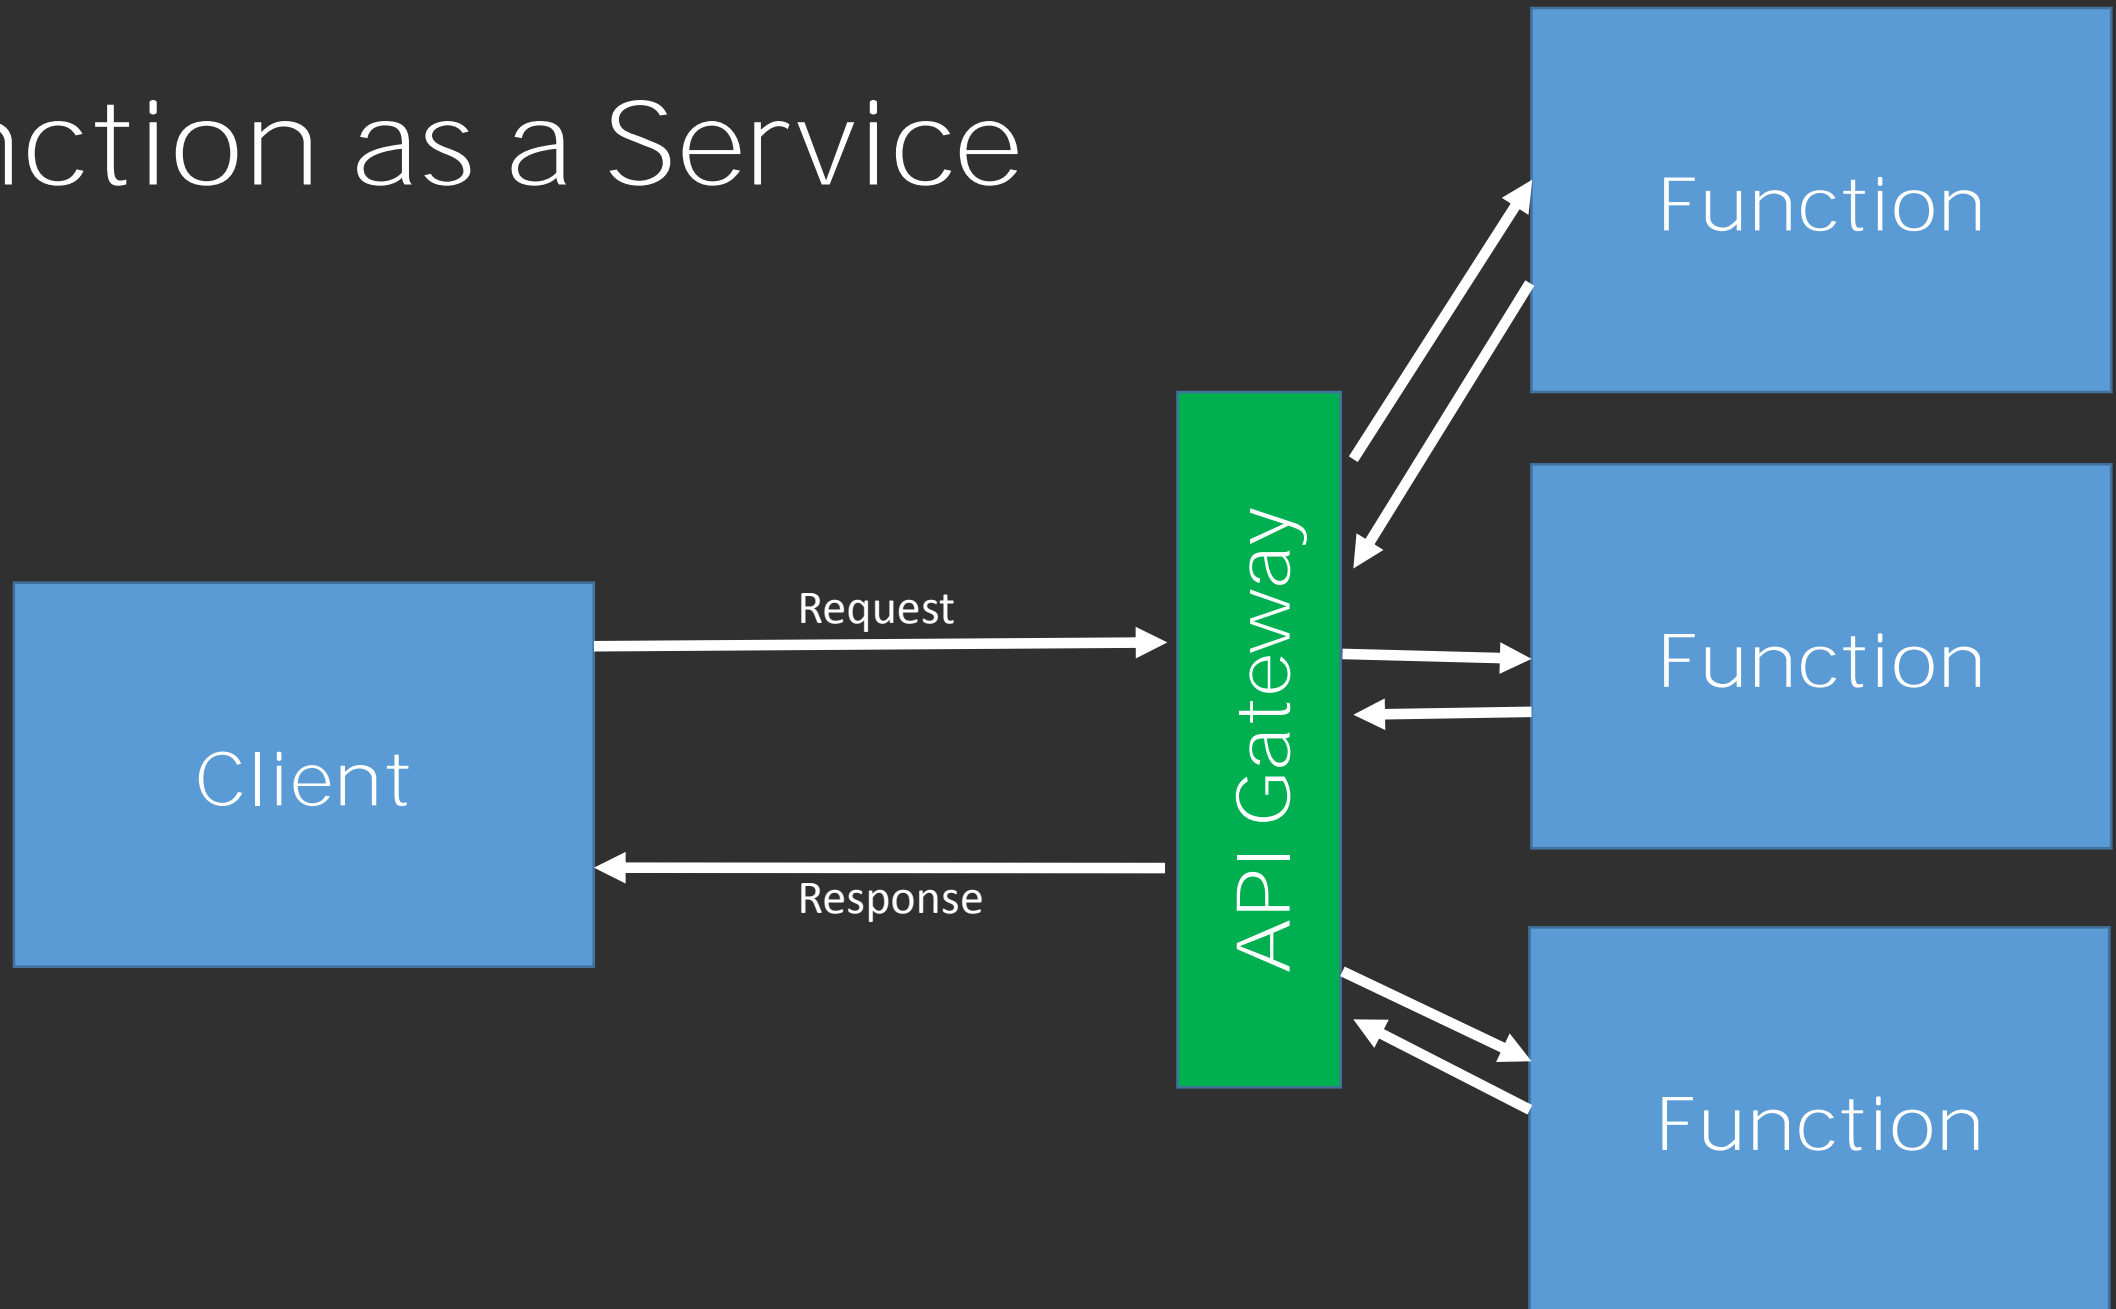 nction as a Service
Function
Request
API Gateway
Function
Client
Response
Function